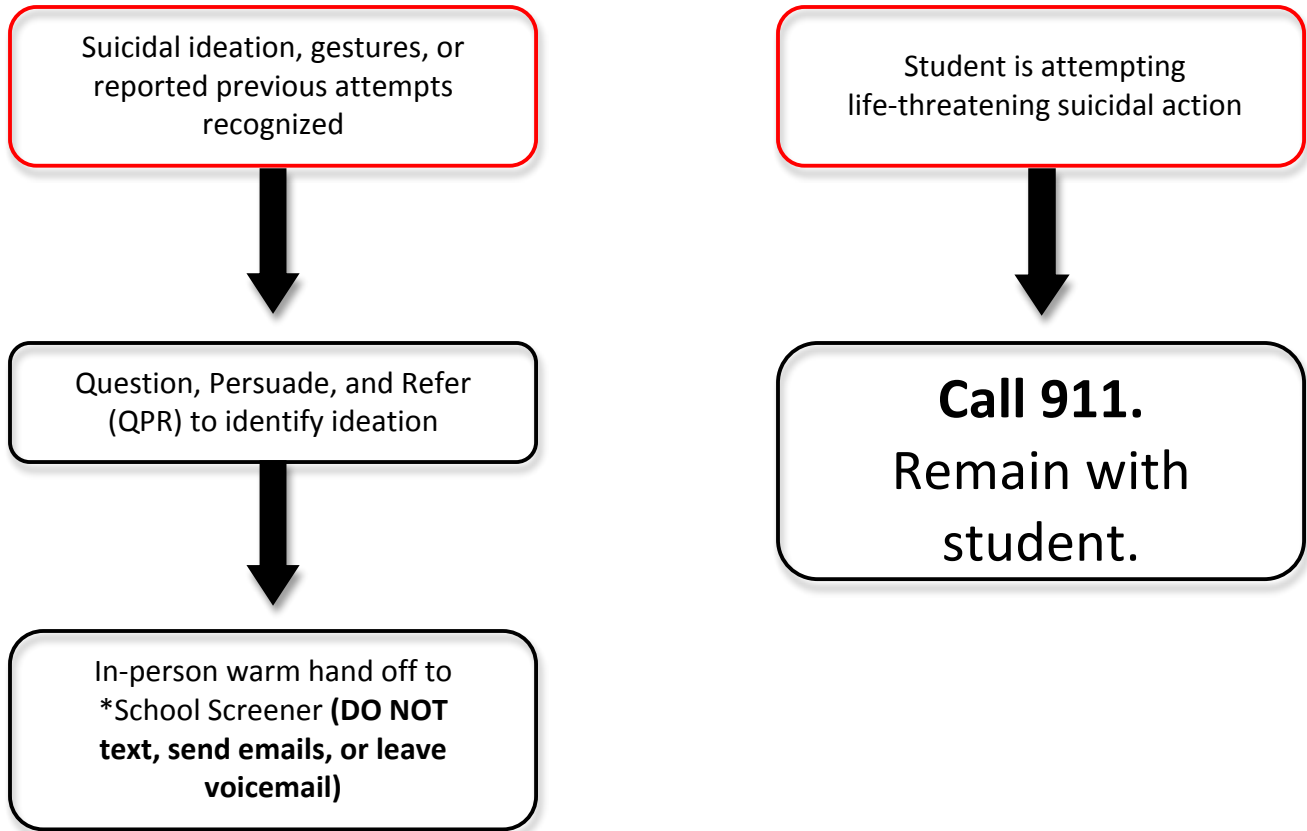 Suicidal ideation, gestures, or
reported previous attempts
recognized
Question, Persuade, and Refer
(QPR) to identify ideation
In-person warm hand off to
*School Screener (DO NOT
text, send emails, or leave
voicemail)
Student is attempting
life-threatening suicidal action
Call 911.
Remain with
student.